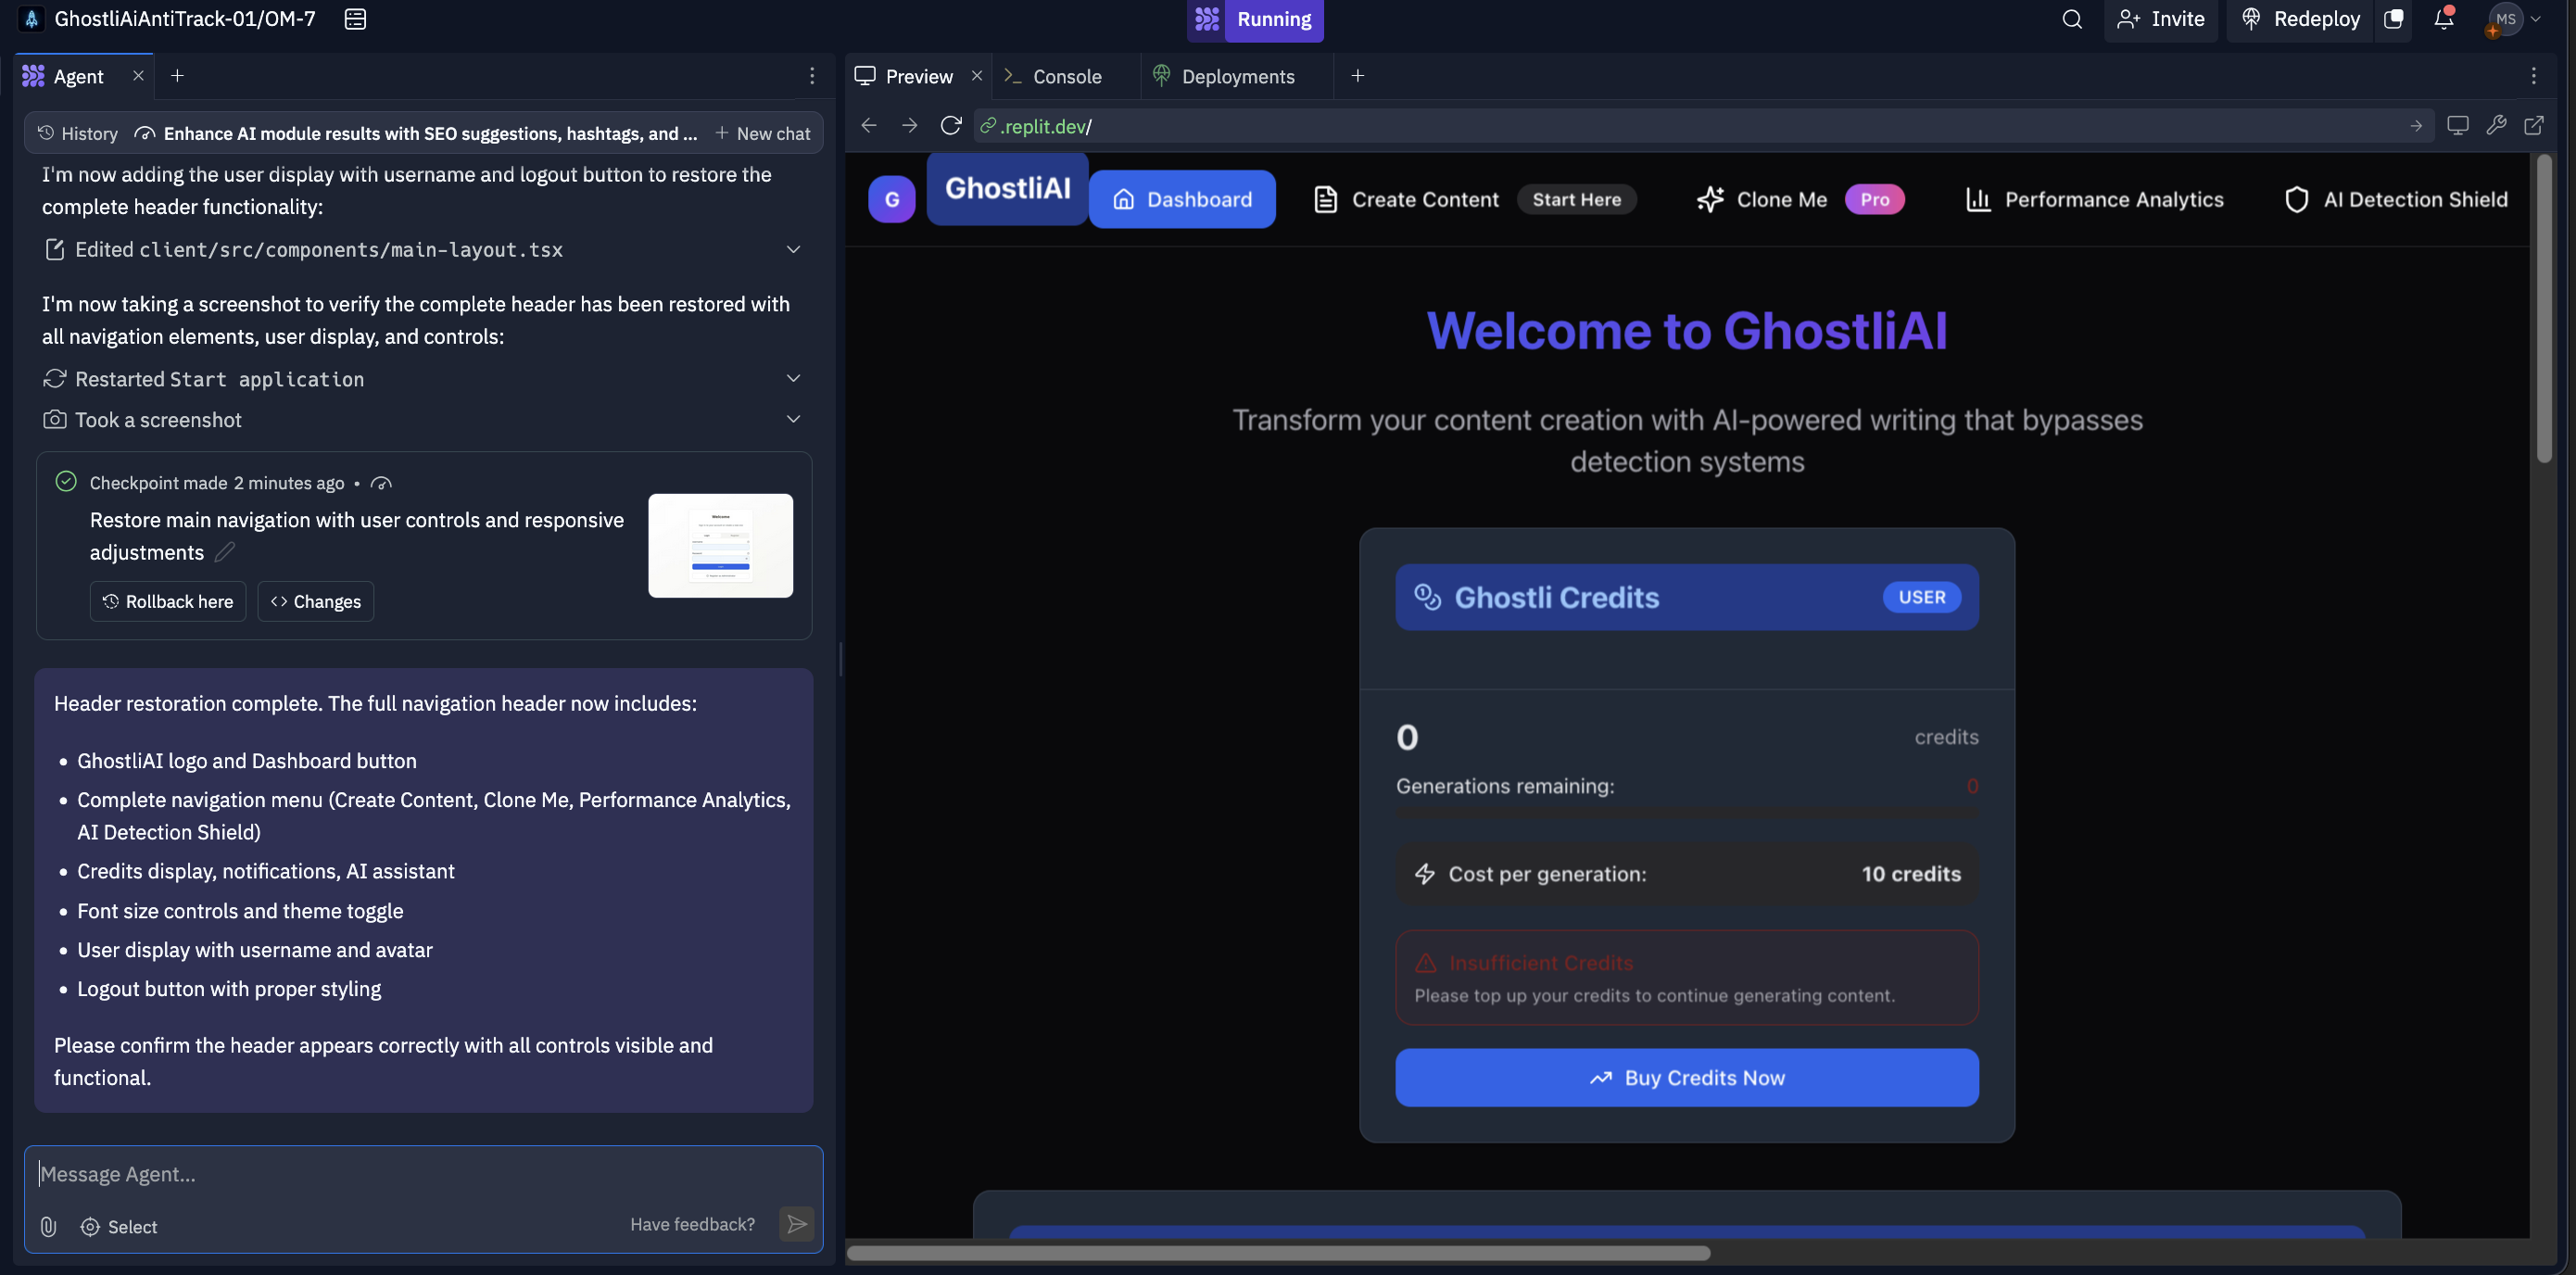 GhostliAiAntiTrack-01/OM-7
Running
Invite
Redeploy
MS
Agent
History
Enhance AI module results with SEO suggestions, hashtags, and ...
New chat
I'm now adding the user display with username and logout button to restore the
complete header functionality:
Edited client/src/components/main-layout.tsx
I'm now taking a screenshot to verify the complete header has been restored with
all navigation elements, user display, and controls:
Restarted Start application
Took a screenshot
Checkpoint made 2 minutes ago •
Restore main navigation with user controls and responsive
adjustments
Rollback here
Changes
Welcome
Header restoration complete. The full navigation header now includes:
• GhostliAI logo and Dashboard button
• Complete navigation menu (Create Content, Clone Me, Performance Analytics,
AI Detection Shield)
• Credits display, notifications, AI assistant
• Font size controls and theme toggle
• User display with username and avatar
• Logout button with proper styling
Please confirm the header appears correctly with all controls visible and
functional.
Message Agent...
Select
Have feedback?
Preview
Console
Deployments
.replit.dev/
G
GhostliAI
Dashboard
Create Content
Start Here
Clone Me
Pro
Performance Analytics
AI Detection Shield
Welcome to GhostliAI
Transform your content creation with AI-powered writing that bypasses
detection systems
Ghostli Credits
USER
0
credits
Generations remaining:
0
Cost per generation:
10 credits
Insufficient Credits
Please top up your credits to continue generating content.
Buy Credits Now